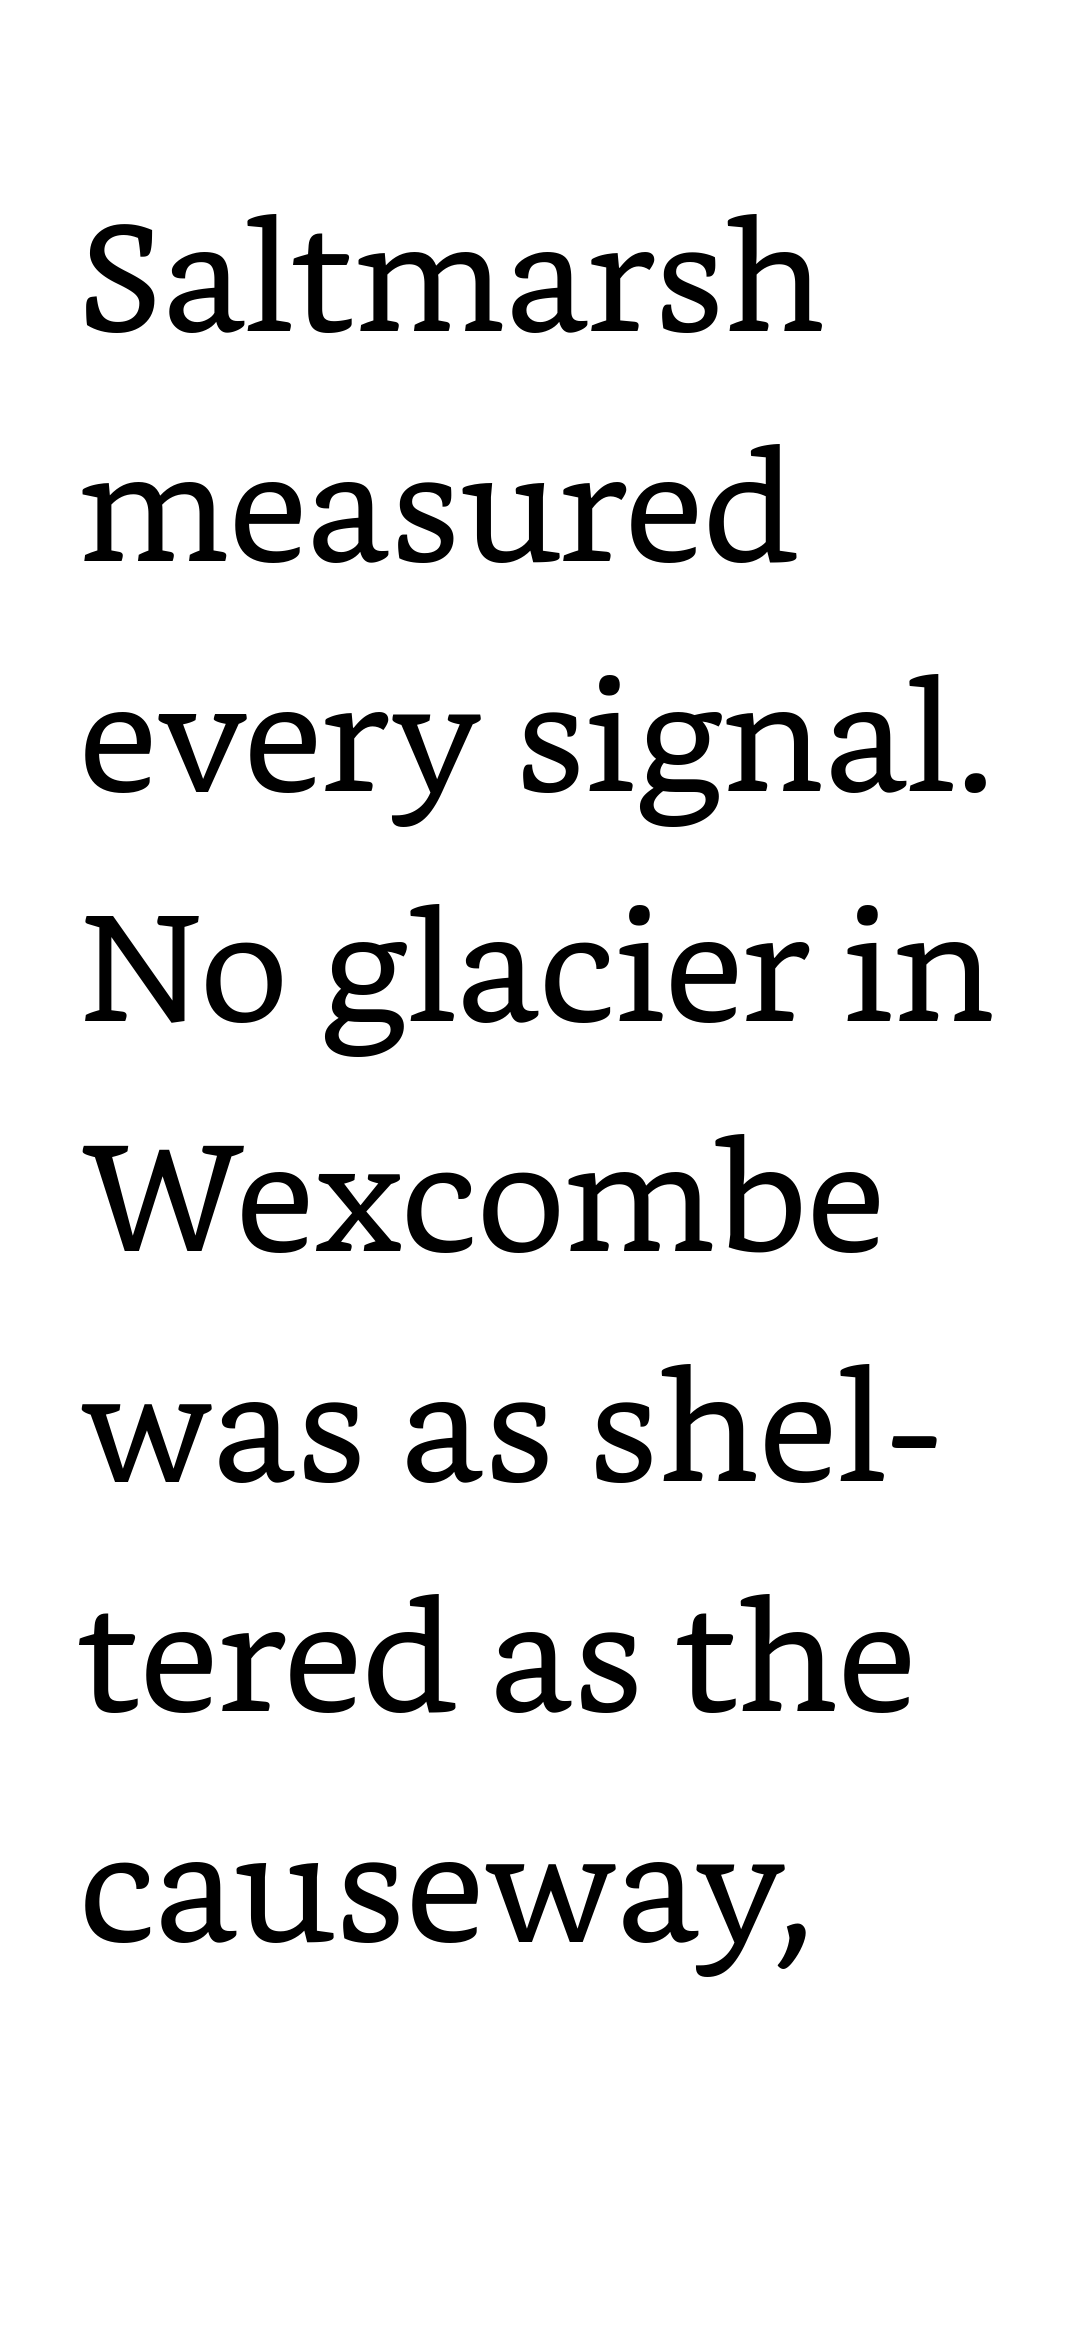 Saltmarsh
measured
every signal.
No glacier in
Wexcombe
was as shel-
tered as the
causeway,